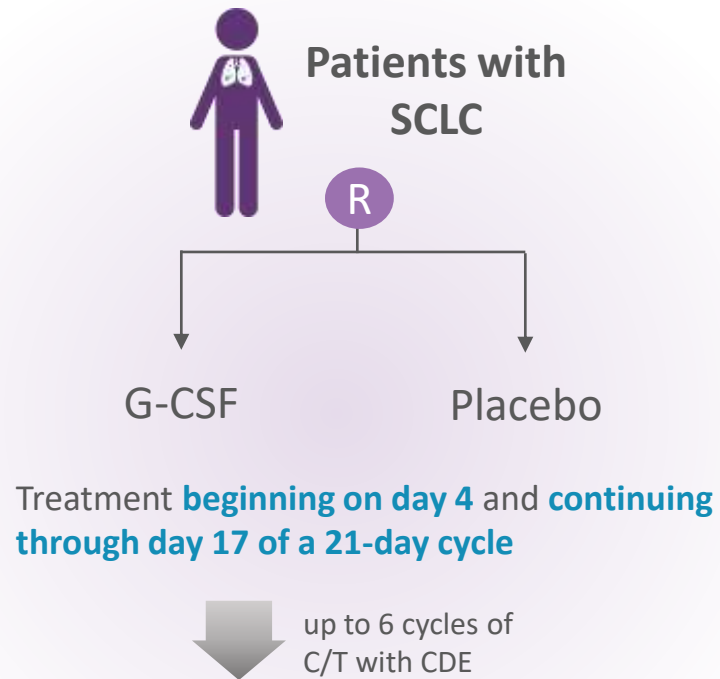 Patients with
SCLC
R
G-CSF
Placebo
Treatment beginning on day 4 and continuing
through day 17 of a 21-day cycle
up to 6 cycles of
C/T with CDE